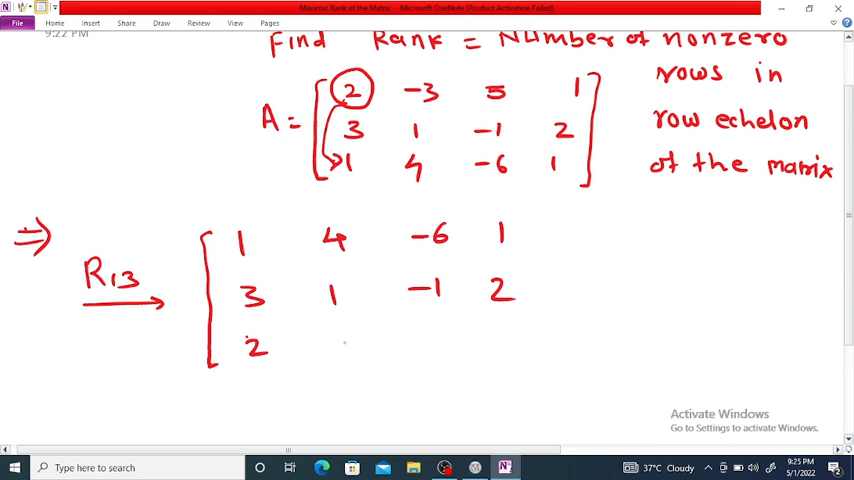 Maxima: Rank of the Matrix -- Microsoft OneNote (Product Activation Failed)
File Home Insert Share Draw Review View Pages
9:22 PM
Find Rank = Number of nonzero
rows in
row echelon
of the matrix
A = [ 2 -3 5 1
3 1 -1 2
1 4 -6 1 ]
⇒
R13
[ 1 4 -6 1
3 1 -1 2
2
Activate Windows
Go to Settings to activate Windows.
Type here to search
37°C Cloudy
9:25 PM
5/1/2022
2